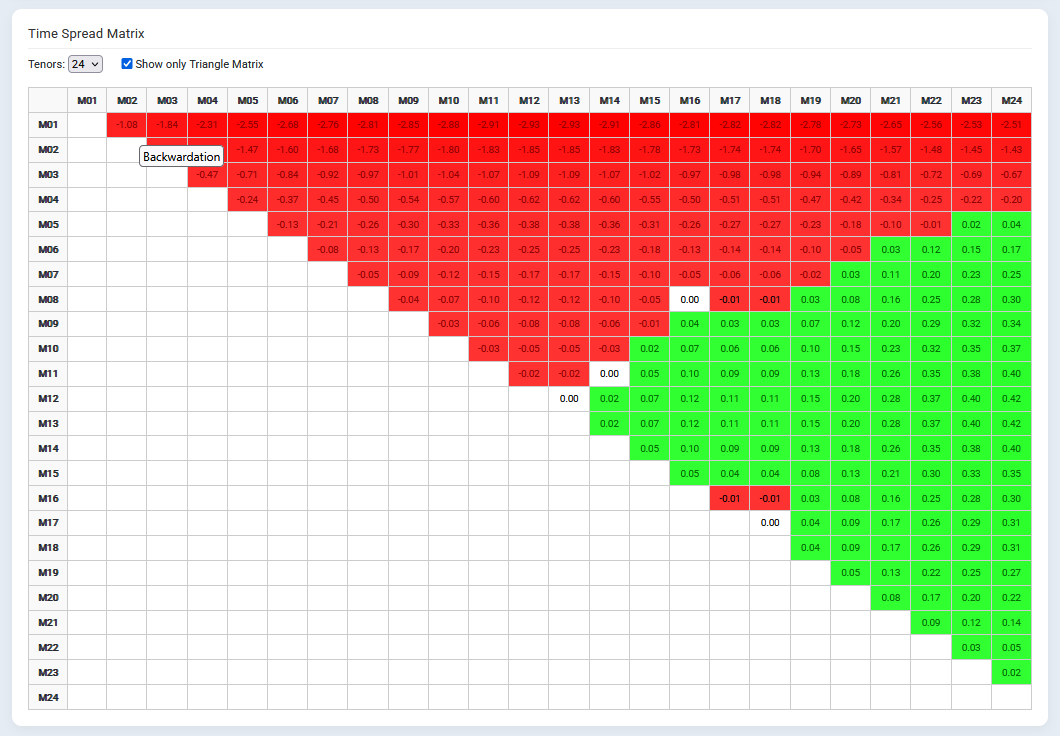 Time Spread Matrix
Tenors: 24 Show only Triangle Matrix
M01 M02 M03 M04 M05 M06 M07 M08 M09 M10 M11 M12 M13 M14 M15 M16 M17 M18 M19 M20 M21 M22 M23 M24
M01 -1.08 -1.84 -2.31 -2.55 -2.68 -2.76 -2.81 -2.85 -2.88 -2.91 -2.93 -2.93 -2.91 -2.86 -2.81 -2.82 -2.82 -2.78 -2.73 -2.65 -2.56 -2.53 -2.51
M02 -1.47 -1.60 -1.68 -1.73 -1.77 -1.80 -1.83 -1.85 -1.85 -1.83 -1.78 -1.73 -1.74 -1.74 -1.70 -1.65 -1.57 -1.48 -1.45 -1.43
Backwardation
M03 -0.47 -0.71 -0.84 -0.92 -0.97 -1.01 -1.04 -1.07 -1.09 -1.09 -1.07 -1.02 -0.97 -0.98 -0.98 -0.94 -0.89 -0.81 -0.72 -0.69 -0.67
M04 -0.24 -0.37 -0.45 -0.50 -0.54 -0.57 -0.60 -0.62 -0.62 -0.60 -0.55 -0.50 -0.51 -0.51 -0.47 -0.42 -0.34 -0.25 -0.22 -0.20
M05 -0.13 -0.21 -0.26 -0.30 -0.33 -0.36 -0.38 -0.38 -0.36 -0.31 -0.26 -0.27 -0.27 -0.23 -0.18 -0.10 -0.01 0.02 0.04
M06 -0.08 -0.13 -0.17 -0.20 -0.23 -0.25 -0.25 -0.23 -0.18 -0.13 -0.14 -0.14 -0.10 -0.05 0.03 0.12 0.15 0.17
M07 -0.05 -0.09 -0.12 -0.15 -0.17 -0.17 -0.15 -0.10 -0.05 -0.06 -0.06 -0.02 0.03 0.11 0.20 0.23 0.25
M08 -0.04 -0.07 -0.10 -0.12 -0.12 -0.10 -0.05 0.00 -0.01 -0.01 0.03 0.08 0.16 0.25 0.28 0.30
M09 -0.03 -0.06 -0.08 -0.08 -0.06 -0.01 0.04 0.03 0.03 0.07 0.12 0.20 0.29 0.32 0.34
M10 -0.03 -0.05 -0.05 -0.03 0.02 0.07 0.06 0.06 0.10 0.15 0.23 0.32 0.35 0.37
M11 -0.02 -0.02 0.00 0.05 0.10 0.09 0.09 0.13 0.18 0.26 0.35 0.38 0.40
M12 0.00 0.02 0.07 0.12 0.11 0.11 0.15 0.20 0.28 0.37 0.40 0.42
M13 0.02 0.07 0.12 0.11 0.11 0.15 0.20 0.28 0.37 0.40 0.42
M14 0.05 0.10 0.09 0.09 0.13 0.18 0.26 0.35 0.38 0.40
M15 0.05 0.04 0.04 0.08 0.13 0.21 0.30 0.33 0.35
M16 -0.01 -0.01 0.03 0.08 0.16 0.25 0.28 0.30
M17 0.00 0.04 0.09 0.17 0.26 0.29 0.31
M18 0.04 0.09 0.17 0.26 0.29 0.31
M19 0.05 0.13 0.22 0.25 0.27
M20 0.08 0.17 0.20 0.22
M21 0.09 0.12 0.14
M22 0.03 0.05
M23 0.02
M24